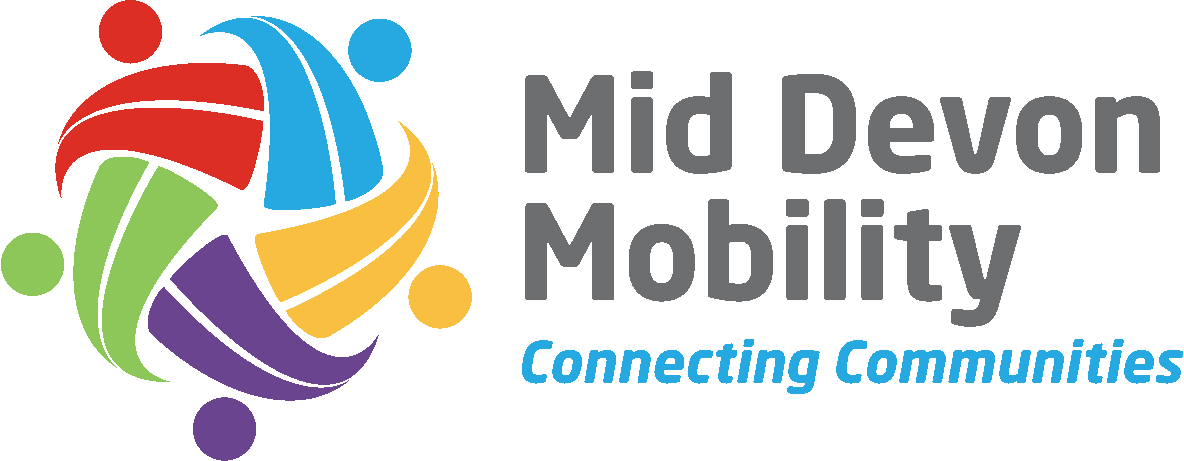 Mid Devon
Mobility
Connecting Communities